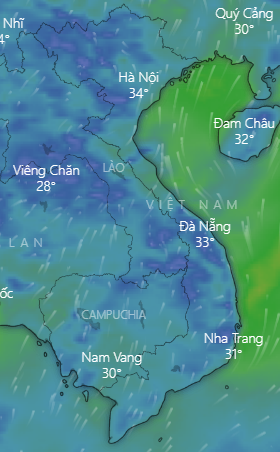 Quý Cảng
30°
Nhĩ
4°
Hà Nội
34°
Đam Châu
32°
Viêng Chăn
28°
LÀO
VIỆT NAM
Đà Nẵng
33°
LAN
ốc
CAMPUCHIA
Nha Trang
31°
Nam Vang
30°